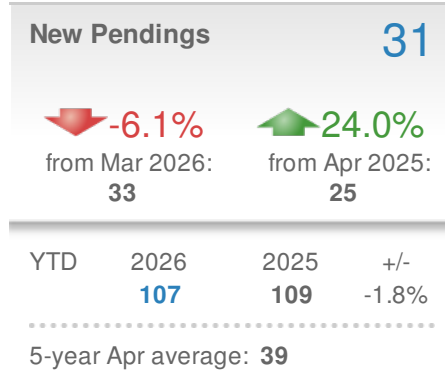 New Pendings 31
-6.1% 24.0%
from Mar 2026: from Apr 2025:
33 25
YTD 2026 2025 +/-
107 109 -1.8%
5-year Apr average: 39